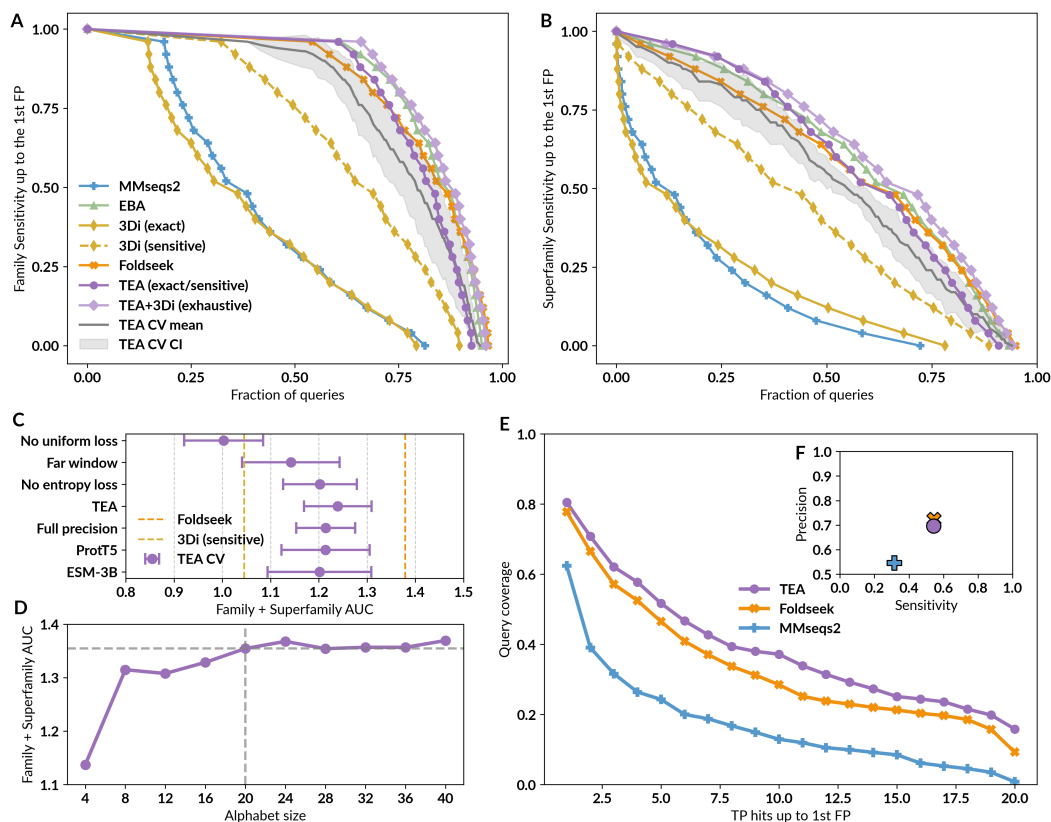 A
Family Sensitivity up to the 1st FP
1.00
0.75
0.50
0.25
0.00
MMseqs2
EBA
3Di (exact)
3Di (sensitive)
Foldseek
TEA (exact/sensitive)
TEA+3Di (exhaustive)
TEA CV mean
TEA CV CI
0.00 0.25 0.50 0.75 1.00
Fraction of queries
B
Superfamily Sensitivity up to the 1st FP
1.00
0.75
0.50
0.25
0.00
0.00 0.25 0.50 0.75 1.00
Fraction of queries
C
No uniform loss
Far window
No entropy loss
TEA
Full precision
ProtT5
ESM-3B
Foldseek
3Di (sensitive)
TEA CV
0.8 0.9 1.0 1.1 1.2 1.3 1.4 1.5
Family + Superfamily AUC
D
Family + Superfamily AUC
1.4
1.3
1.2
1.1
4 8 12 16 20 24 28 32 36 40
Alphabet size
E
Query coverage
1.0
0.8
0.6
0.4
0.2
0.0
TEA
Foldseek
MMseqs2
2.5 5.0 7.5 10.0 12.5 15.0 17.5 20.0
TP hits up to 1st FP
F
Precision
1.0
0.9
0.8
0.7
0.6
0.5
0.0 0.2 0.4 0.6 0.8 1.0
Sensitivity